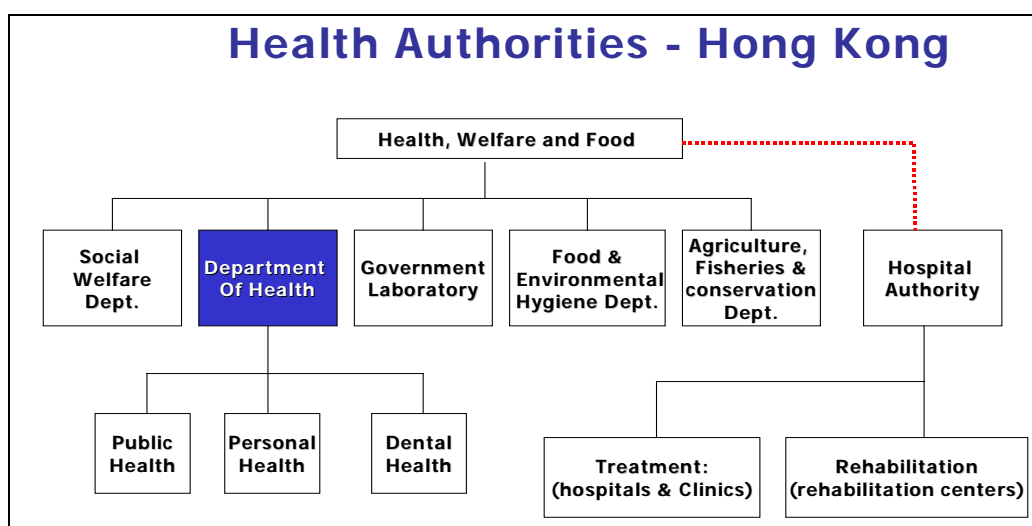 Health Authorities - Hong Kong
Health, Welfare and Food
Social
Welfare
Dept.
Department
Of Health
Government
Laboratory
Food &
Environmental
Hygiene Dept.
Agriculture,
Fisheries &
conservation
Dept.
Hospital
Authority
Public
Health
Personal
Health
Dental
Health
Treatment:
(hospitals & Clinics)
Rehabilitation
(rehabilitation centers)